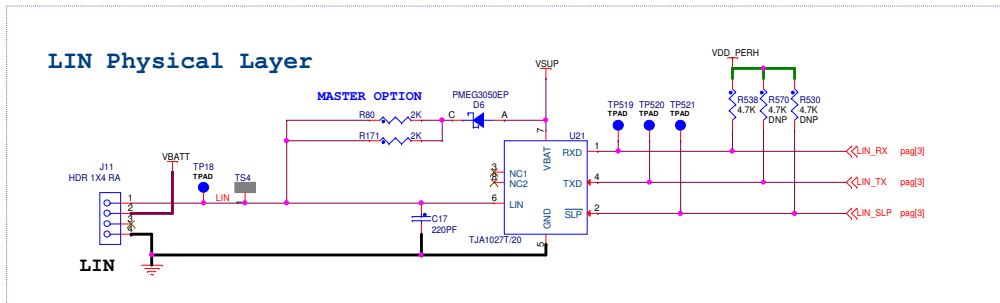 LIN Physical Layer
VDD_PERH
VSUP
MASTER OPTION
PMEG3050EP
D6
C
A
R80
2K
R171
2K
TP519
TPAD
TP520
TPAD
TP521
TPAD
R538
4.7K
R570
4.7K
DNP
R530
4.7K
DNP
7
U21
VBAT
RXD
1
LIN_RX pag[3]
TXD
4
LIN_TX pag[3]
SLP
2
LIN_SLP pag[3]
3
NC1
NC2
6
LIN
GND
5
TJA1027T/20
J11
HDR 1X4 RA
VBATT
TP18
TPAD
TS4
LIN
1
2
3
4
C17
220PF
LIN